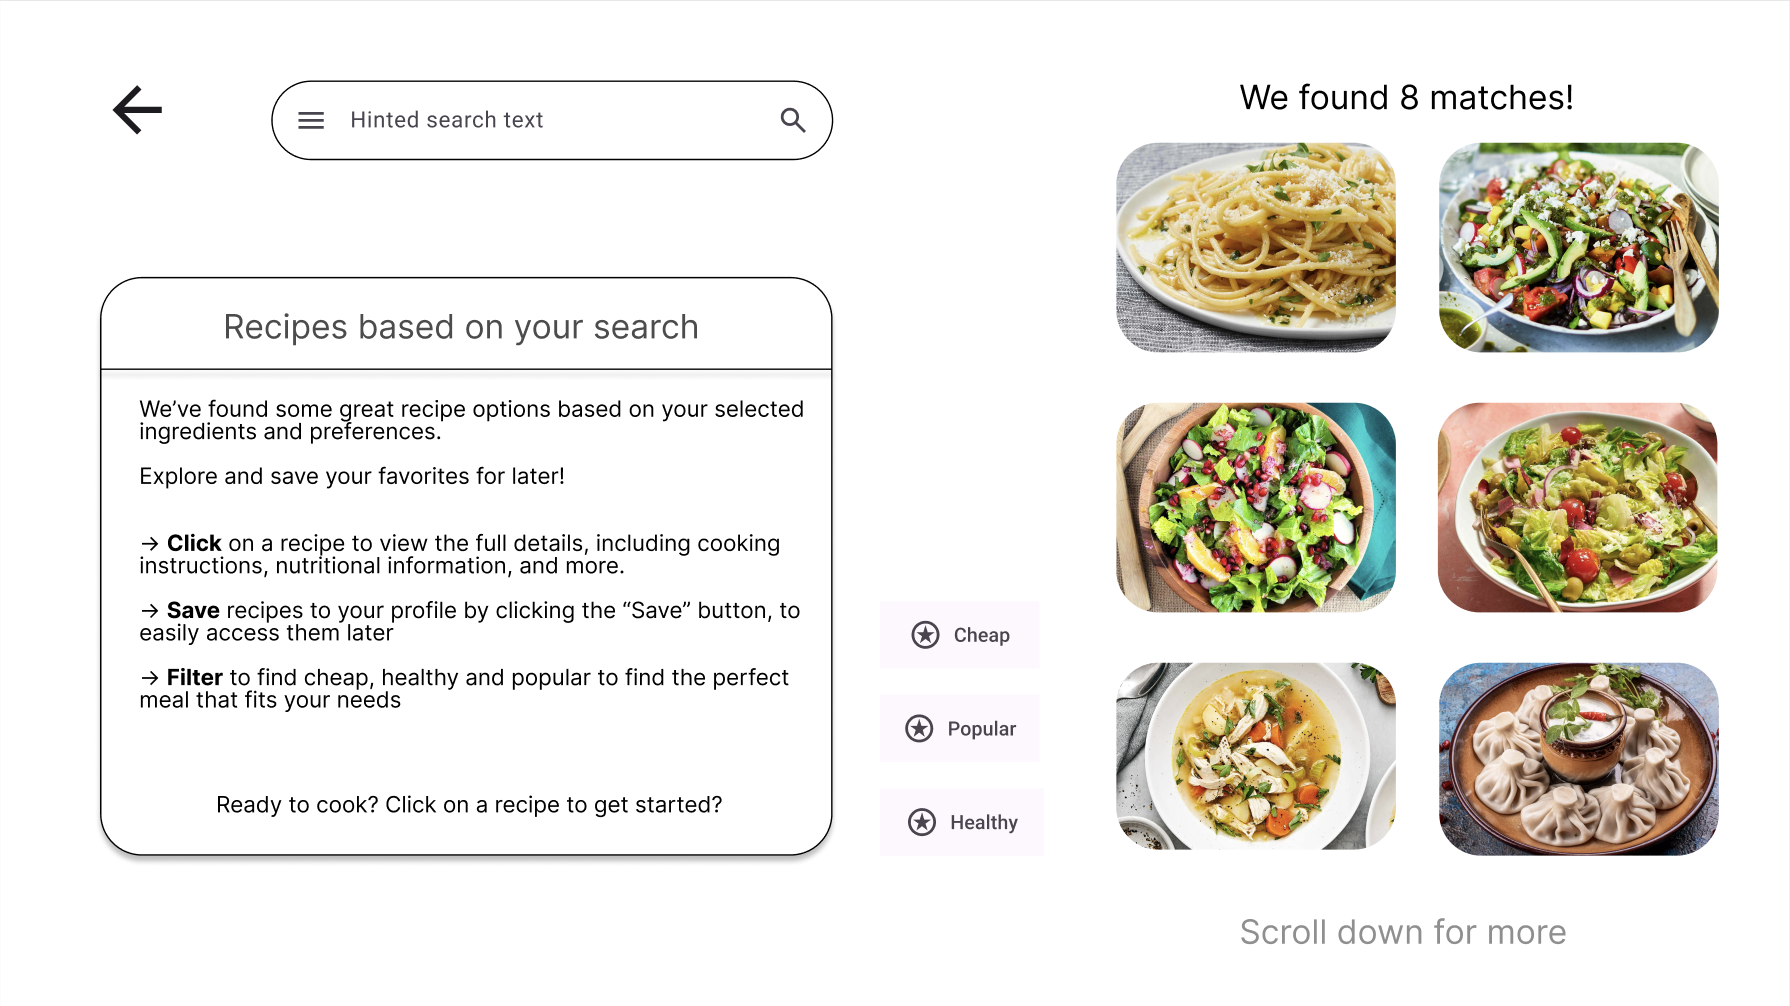 Hinted search text
We found 8 matches!
Recipes based on your search
We’ve found some great recipe options based on your selected
ingredients and preferences.
Explore and save your favorites for later!
→ Click on a recipe to view the full details, including cooking
instructions, nutritional information, and more.
→ Save recipes to your profile by clicking the “Save” button, to
easily access them later
→ Filter to find cheap, healthy and popular to find the perfect
meal that fits your needs
Ready to cook? Click on a recipe to get started?
Cheap
Popular
Healthy
Scroll down for more